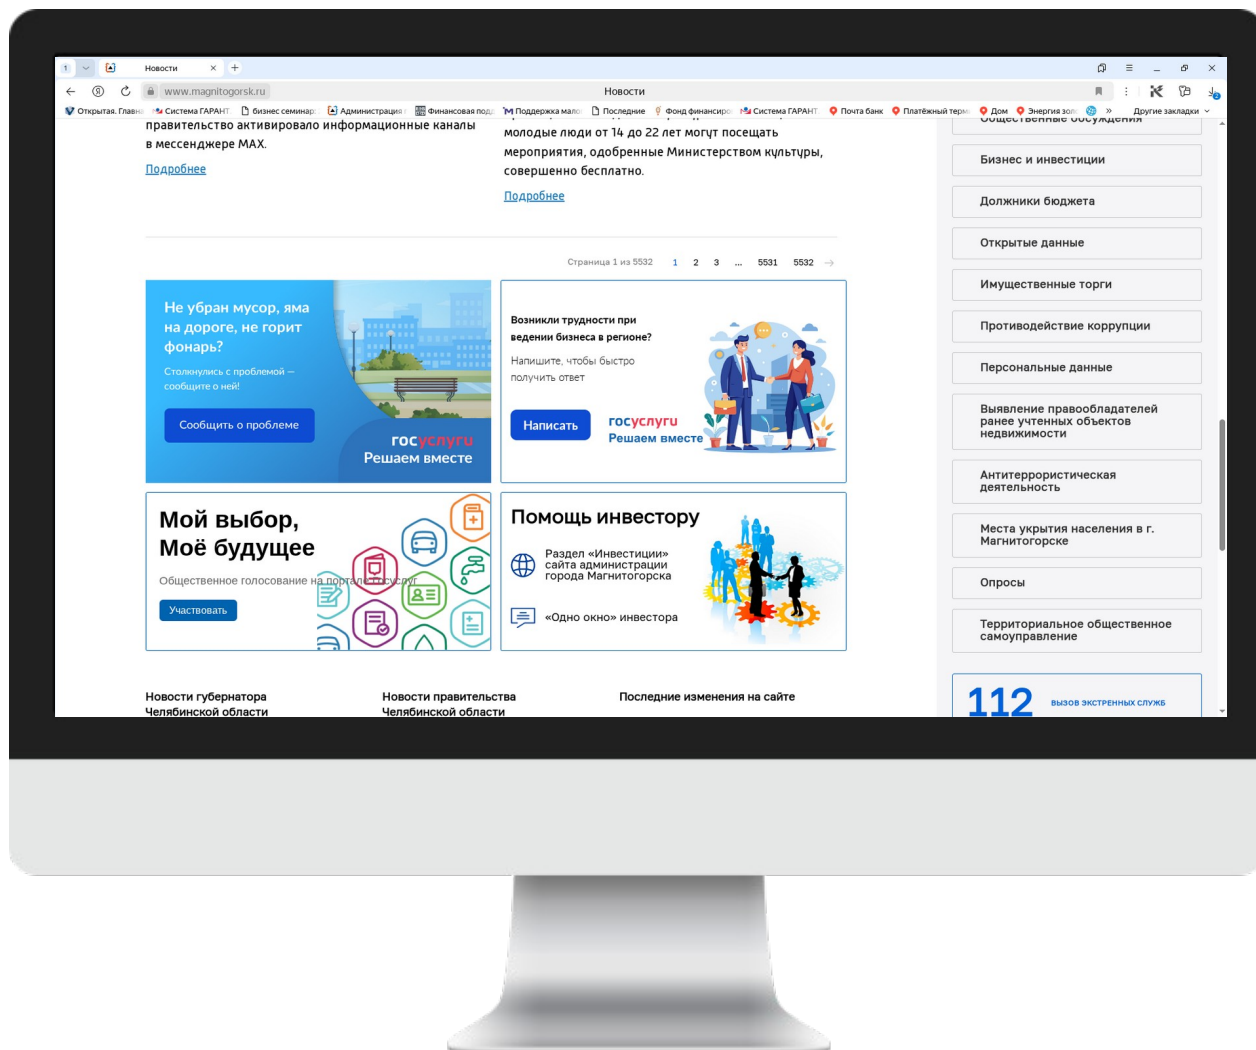 1
Новости
www.magnitogorsk.ru
Новости
Открытая. Главна
Система ГАРАНТ
бизнес семинар
Администрация г
Финансовая под
Поддержка мало
Последние
Фонд финансиро
Система ГАРАНТ
Почта банк
Платёжный терм
Дом
Энергия зол
»
Другие закладки
2
правительство активировало информационные каналы
в мессенджере MAX.
Подробнее
молодые люди от 14 до 22 лет могут посещать
мероприятия, одобренные Министерством культуры,
совершенно бесплатно.
Подробнее
Страница 1 из 5532 1 2 3 ... 5531 5532 →
Не убран мусор, яма
на дороге, не горит
фонарь?
Столкнулись с проблемой —
сообщите о ней!
Сообщить о проблеме
госуслуги
Решаем вместе
Возникли трудности при
ведении бизнеса в регионе?
Напишите, чтобы быстро
получить ответ
Написать
госуслуги
Решаем вместе
Мой выбор,
Моё будущее
Общественное голосование на портале Госуслуг
Участвовать
Помощь инвестору
Раздел «Инвестиции»
сайта администрации
города Магнитогорска
«Одно окно» инвестора
Новости губернатора
Челябинской области
Новости правительства
Челябинской области
Последние изменения на сайте
Общественные обсуждения
Бизнес и инвестиции
Должники бюджета
Открытые данные
Имущественные торги
Противодействие коррупции
Персональные данные
Выявление правообладателей
ранее учтенных объектов
недвижимости
Антитеррористическая
деятельность
Места укрытия населения в г.
Магнитогорске
Опросы
Территориальное общественное
самоуправление
112
ВЫЗОВ ЭКСТРЕННЫХ СЛУЖБ